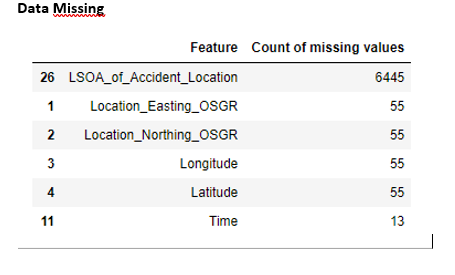 Data Missing
Feature Count of missing values
26 LSOA_of_Accident_Location 6445
1 Location_Easting_OSGR 55
2 Location_Northing_OSGR 55
3 Longitude 55
4 Latitude 55
11 Time 13